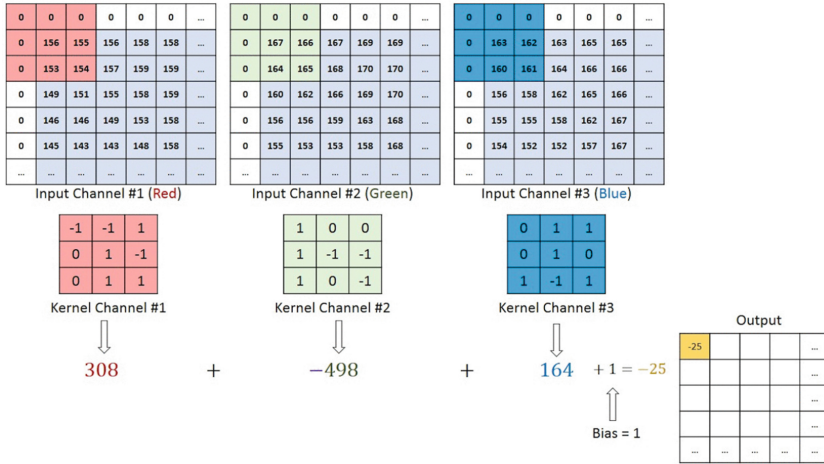 0 0 0 0 0 0 ... 0 0 0 0 0 0 ... 0 0 0 0 0 0 ...
0 156 155 156 158 158 ... 0 167 166 167 169 169 ... 0 163 162 163 165 165 ...
0 153 154 157 159 159 ... 0 164 165 168 170 170 ... 0 160 161 164 166 166 ...
0 149 151 155 158 159 ... 0 160 162 166 169 170 ... 0 156 158 162 165 166 ...
0 146 146 149 153 158 ... 0 156 156 159 163 168 ... 0 155 155 158 162 167 ...
0 145 143 143 148 158 ... 0 155 153 153 158 168 ... 0 154 152 152 157 167 ...
... ... ... ... ... ... ... ... ... ... ... ... ... ... ... ... ... ... ... ... ...
Input Channel #1 (Red) Input Channel #2 (Green) Input Channel #3 (Blue)
-1 -1 1 1 0 0 0 1 1
0 1 -1 1 -1 -1 0 1 0
0 1 1 1 0 -1 1 -1 1
Kernel Channel #1 Kernel Channel #2 Kernel Channel #3
Output
-25 ...
308 + −498 + 164 + 1 = −25
...
...
Bias = 1
...
... ... ... ... ...